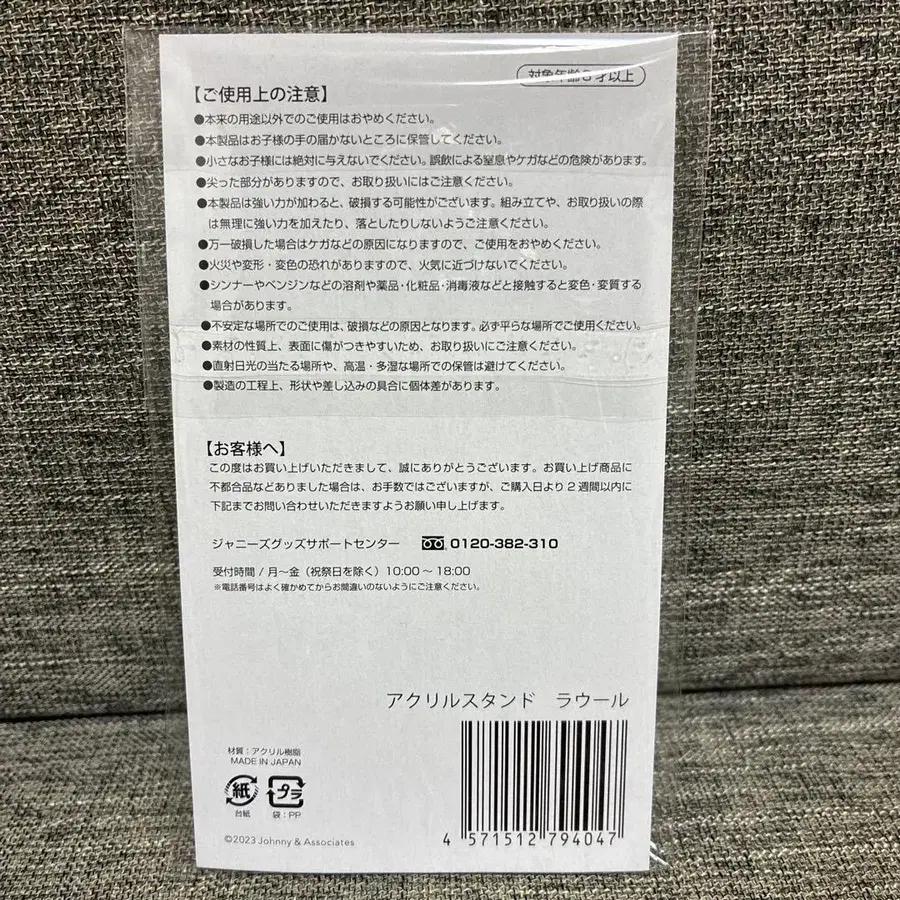 対象年齢6才以上
【ご使用上の注意】
●本来の用途以外でのご使用はおやめください。
●本製品はお子様の手の届かないところに保管してください。
●小さなお子様には絶対に与えないでください。誤飲による窒息やケガなどの危険があります。
●尖った部分がありますので、お取り扱いにはご注意ください。
●本製品は強い力が加わると、破損する可能性がございます。組み立てや、お取り扱いの際
は無理に強い力を加えたり、落としたりしないようご注意ください。
●万一破損した場合はケガなどの原因になりますので、ご使用をおやめください。
●火災や変形・変色の恐れがありますので、火気に近づけないでください。
●シンナーやベンジンなどの溶剤や薬品・化粧品・消毒液などと接触すると変色・変質する
場合があります。
●不安定な場所でのご使用は、破損などの原因となります。必ず平らな場所でご使用ください。
●素材の性質上、表面に傷がつきやすいため、お取り扱いにご注意ください。
●直射日光の当たる場所や、高温・多湿な場所での保管は避けてください。
●製造の工程上、形状や差し込みの具合に個体差があります。
【お客様へ】
この度はお買い上げいただきまして、誠にありがとうございます。お買い上げ商品に
不都合品などありました場合は、お手数ではございますが、ご購入日より2週間以内に
下記までお問い合わせいただきますようお願い申し上げます。
ジャニーズグッズサポートセンター 0120-382-310
受付時間 / 月〜金（祝祭日を除く）10:00〜18:00
※電話番号はよく確かめてからお間違いのないようにご注意ください。
アクリルスタンド ラウール
材質：アクリル樹脂
MADE IN JAPAN
紙 プラ
台紙 袋：PP
©2023 Johnny & Associates
4 571512 794047